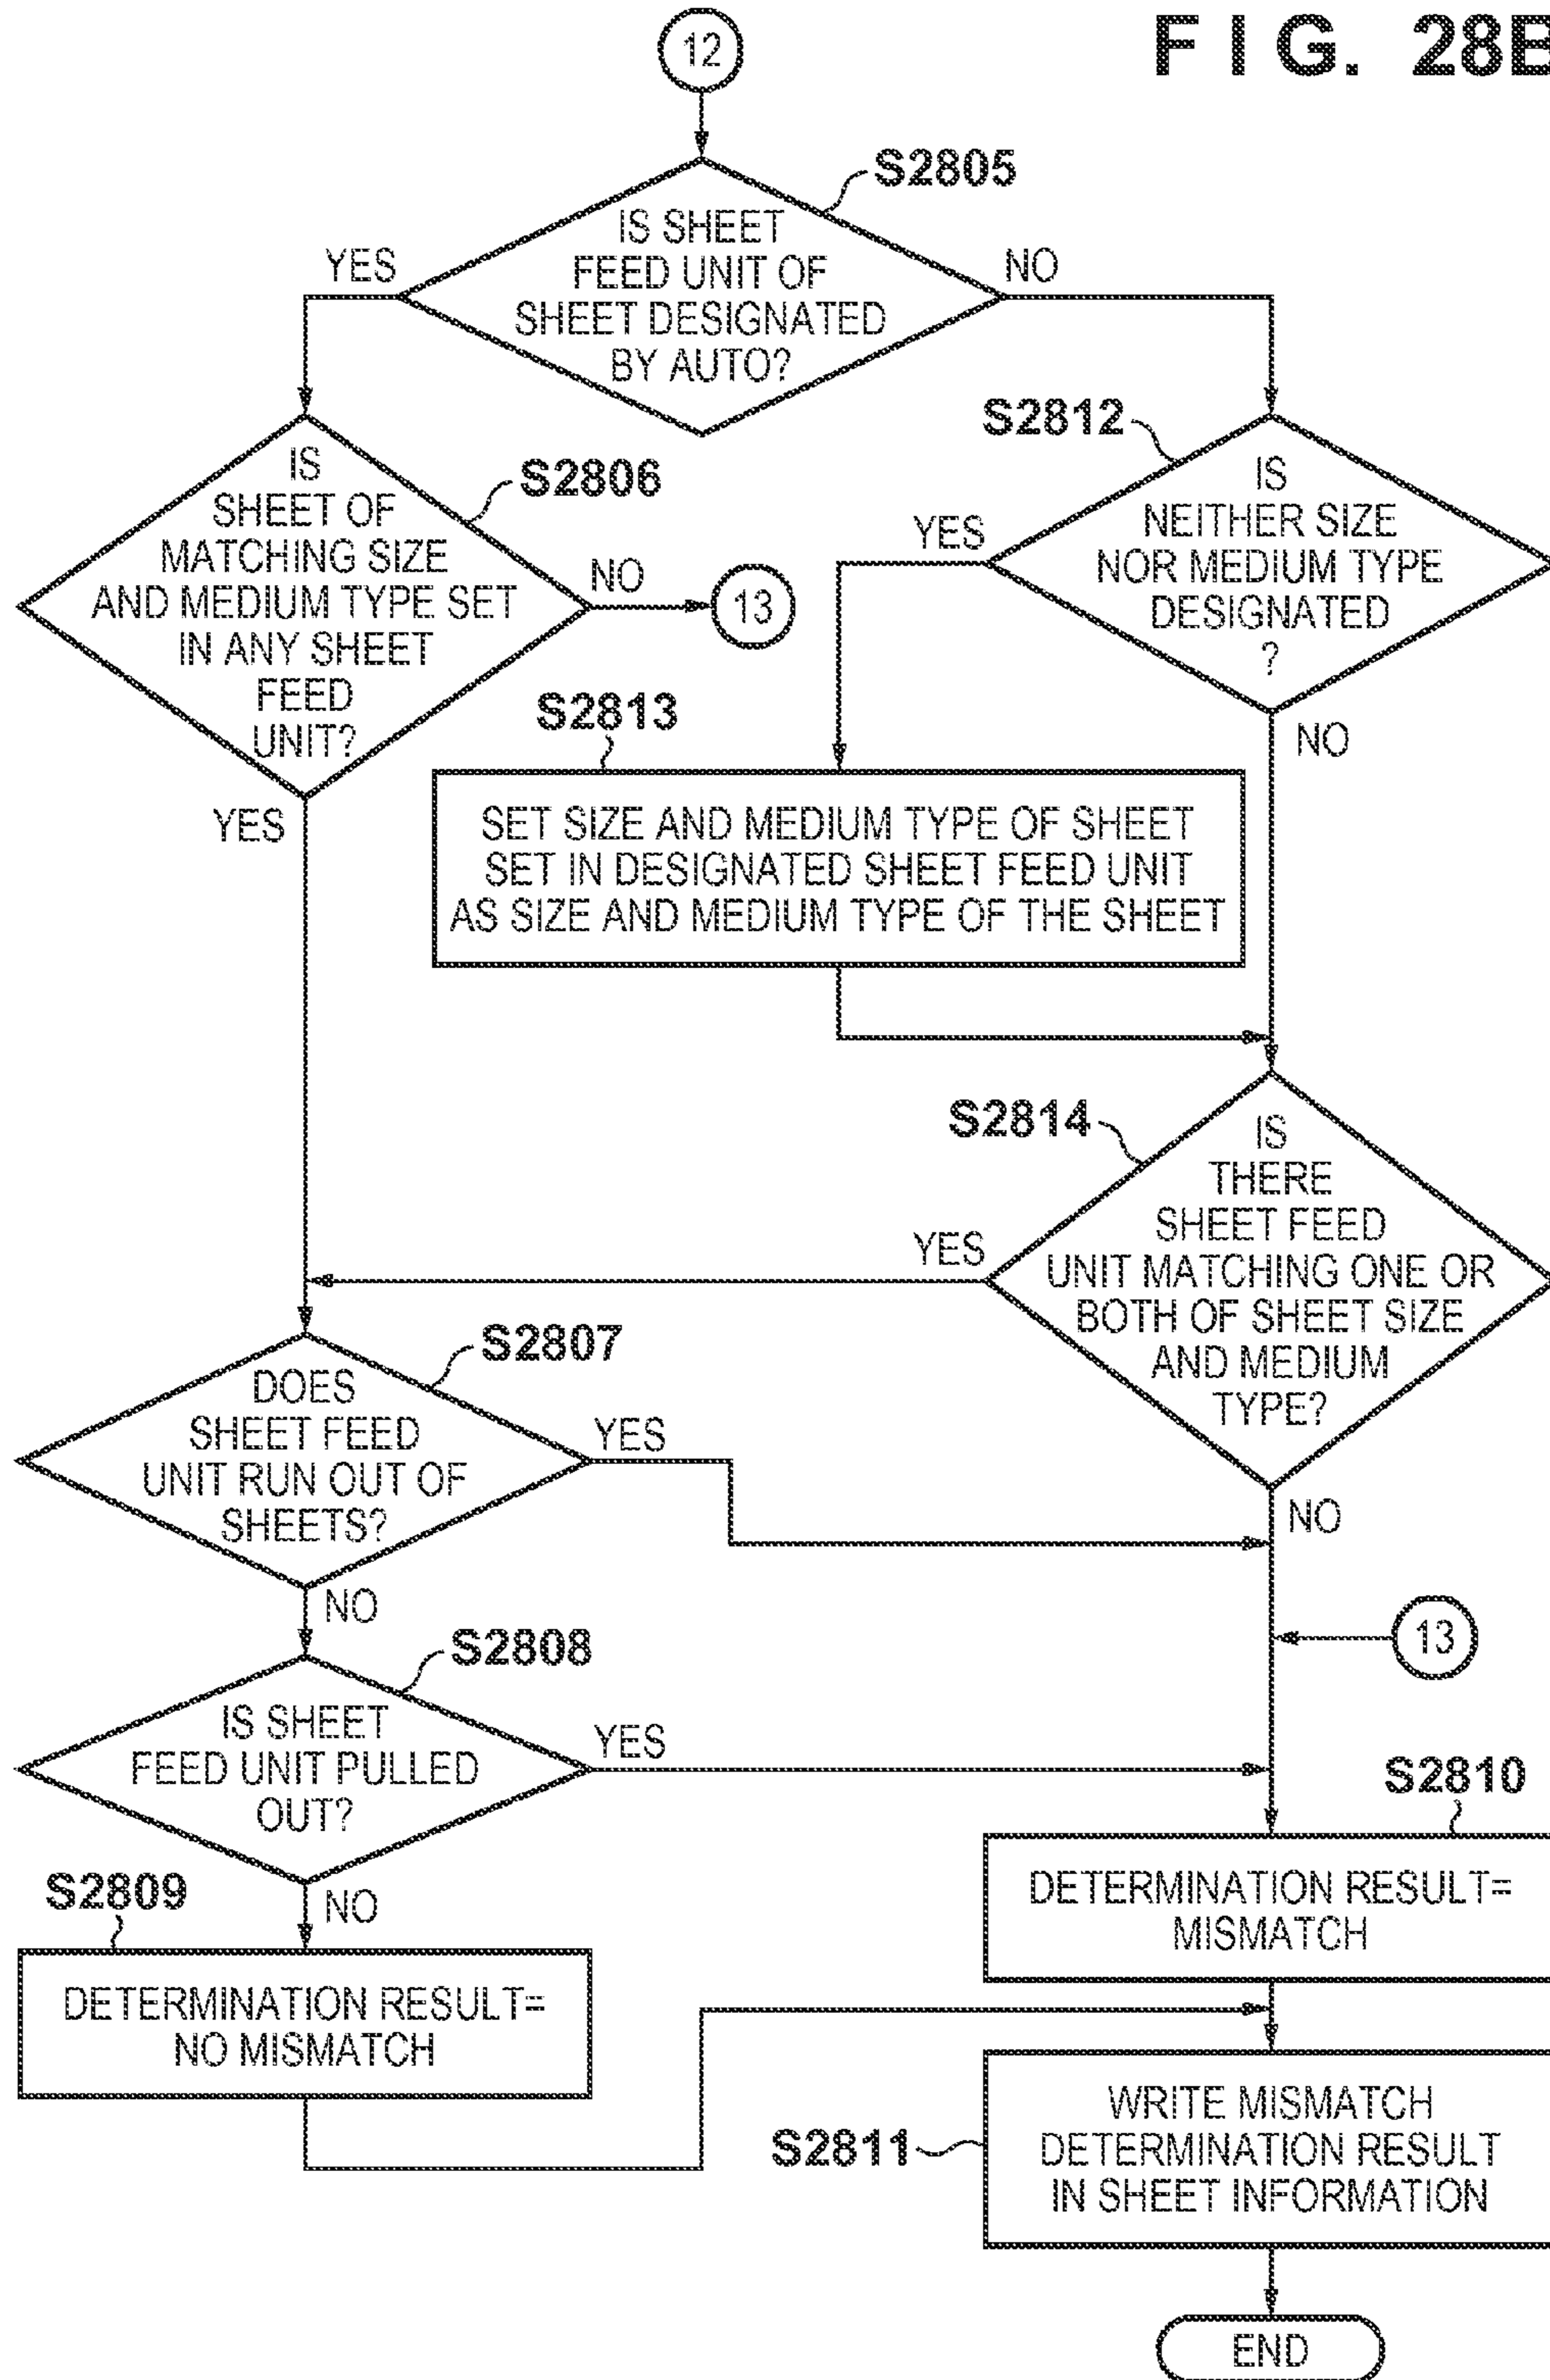 FIG. 28B
12
S2805
IS SHEET
FEED UNIT OF
SHEET DESIGNATED
BY AUTO?
YES
NO
S2806
IS
SHEET OF
MATCHING SIZE
AND MEDIUM TYPE SET
IN ANY SHEET
FEED
UNIT?
NO
13
YES
S2812
IS
NEITHER SIZE
NOR MEDIUM TYPE
DESIGNATED
?
YES
NO
S2813
SET SIZE AND MEDIUM TYPE OF SHEET
SET IN DESIGNATED SHEET FEED UNIT
AS SIZE AND MEDIUM TYPE OF THE SHEET
S2814
IS
THERE
SHEET FEED
UNIT MATCHING ONE OR
BOTH OF SHEET SIZE
AND MEDIUM
TYPE?
YES
NO
S2807
DOES
SHEET FEED
UNIT RUN OUT OF
SHEETS?
YES
NO
13
S2808
IS SHEET
FEED UNIT PULLED
OUT?
YES
NO
S2809
DETERMINATION RESULT=
NO MISMATCH
S2810
DETERMINATION RESULT=
MISMATCH
S2811
WRITE MISMATCH
DETERMINATION RESULT
IN SHEET INFORMATION
END